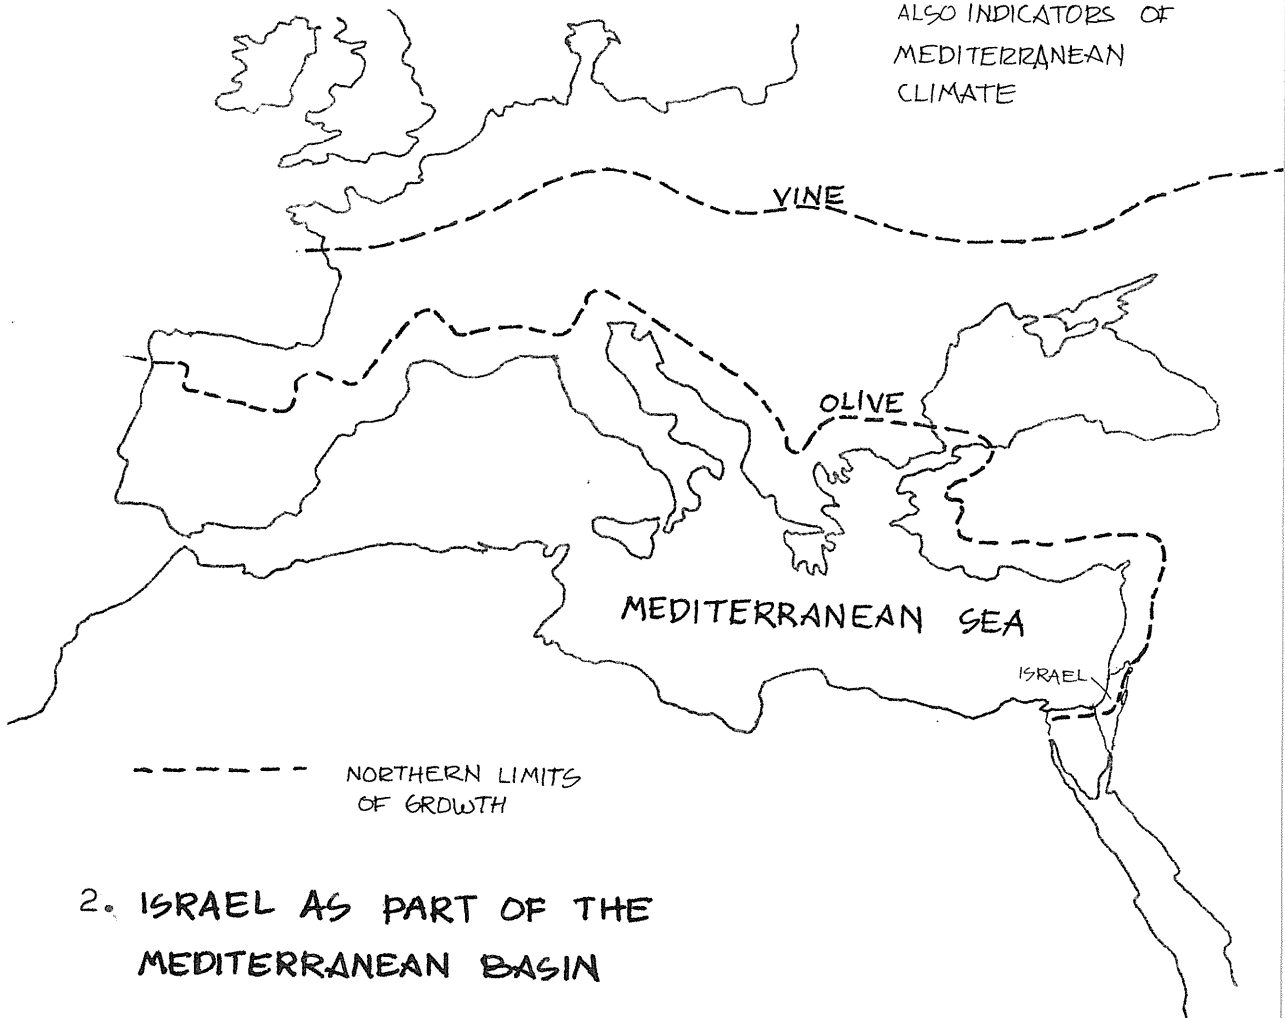 ALSO INDICATORS OF
MEDITERRANEAN
CLIMATE
VINE
OLIVE
MEDITERRANEAN SEA
ISRAEL
NORTHERN LIMITS
OF GROWTH
2. ISRAEL AS PART OF THE
MEDITERRANEAN BASIN